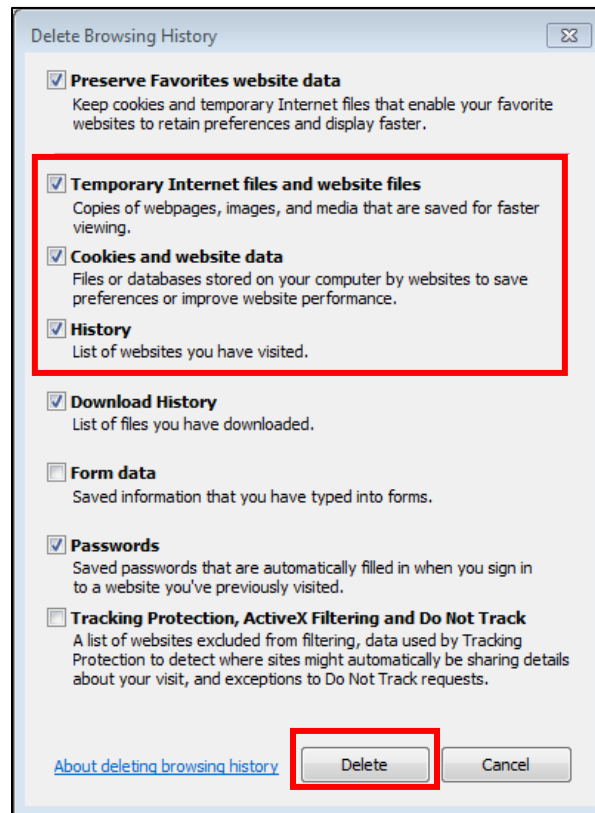 Delete Browsing History
Preserve Favorites website data
Keep cookies and temporary Internet files that enable your favorite
websites to retain preferences and display faster.
Temporary Internet files and website files
Copies of webpages, images, and media that are saved for faster
viewing.
Cookies and website data
Files or databases stored on your computer by websites to save
preferences or improve website performance.
History
List of websites you have visited.
Download History
List of files you have downloaded.
Form data
Saved information that you have typed into forms.
Passwords
Saved passwords that are automatically filled in when you sign in
to a website you've previously visited.
Tracking Protection, ActiveX Filtering and Do Not Track
A list of websites excluded from filtering, data used by Tracking
Protection to detect where sites might automatically be sharing details
about your visit, and exceptions to Do Not Track requests.
About deleting browsing history Delete Cancel